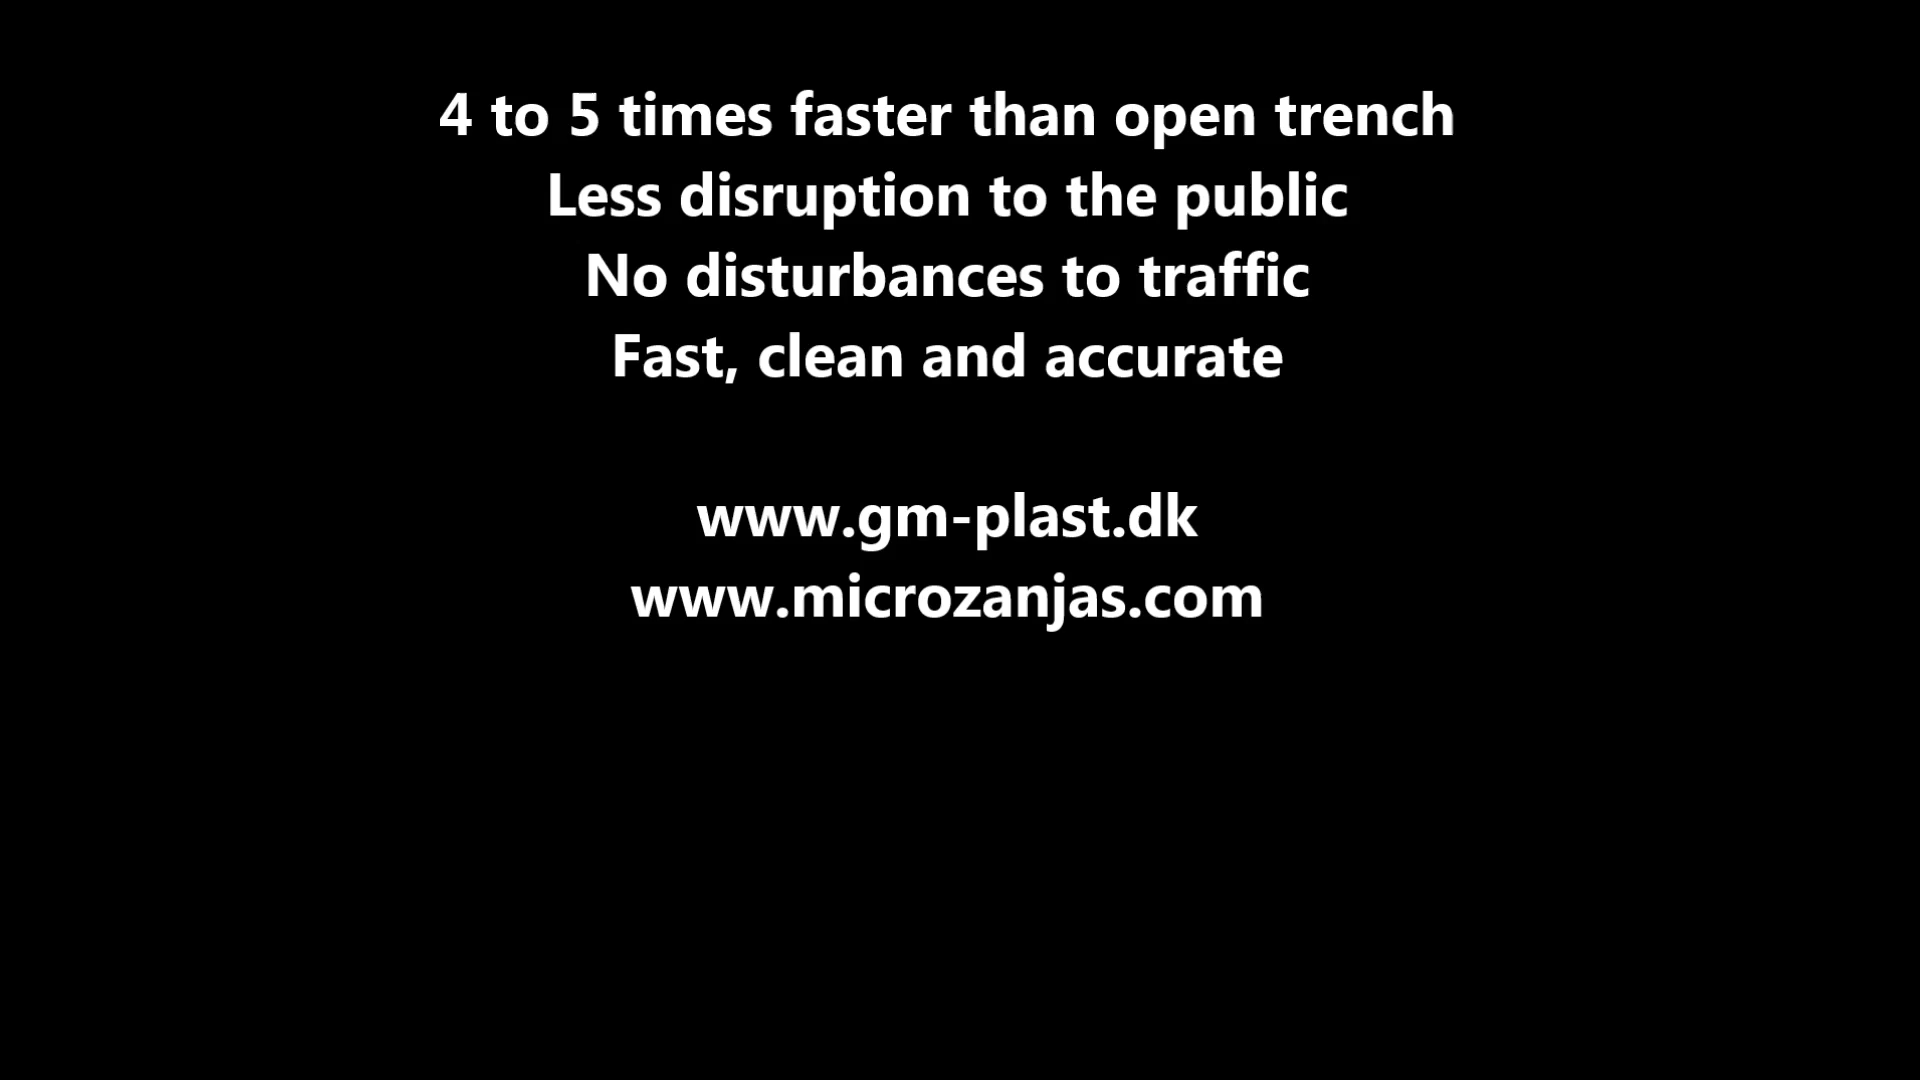 4 to 5 times faster than open trench
Less disruption to the public
No disturbances to traffic
Fast, clean and accurate
www.gm-plast.dk
www.microzanjas.com